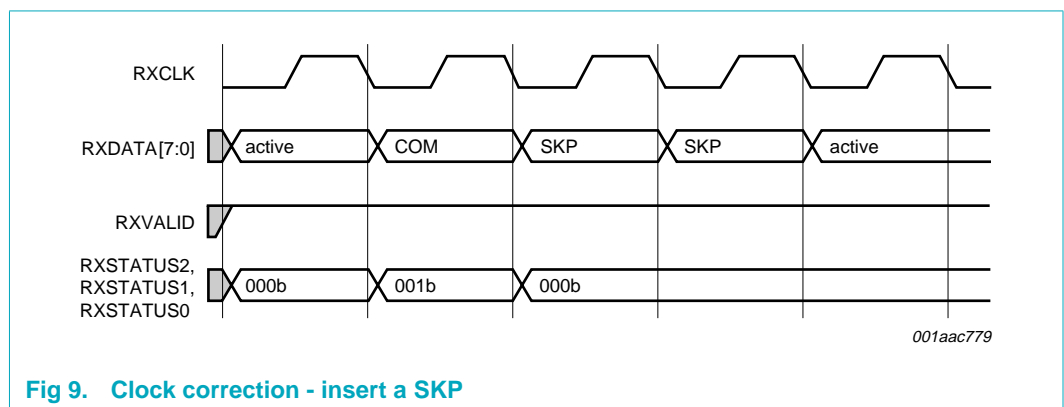 RXCLK
RXDATA[7:0]
active COM SKP SKP active
RXVALID
RXSTATUS2,
RXSTATUS1,
RXSTATUS0
000b 001b 000b
001aac779
Fig 9. Clock correction - insert a SKP